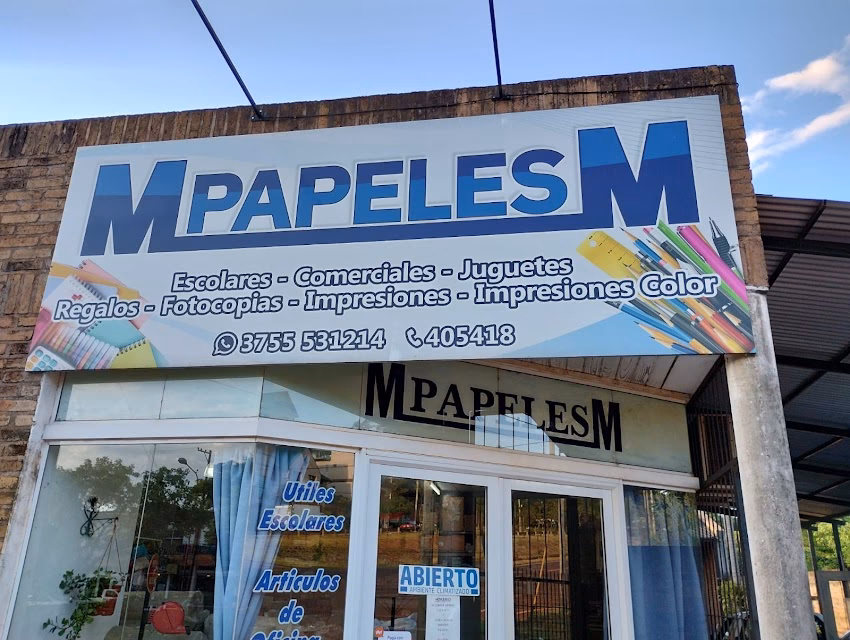 MPAPELESM
Escolares - Comerciales - Juguetes
Regalos - Fotocopias - Impresiones - Impresiones Color
3755 531214 405418
MPAPELESM
Utiles
Escolares
Articulos
de
Oficina
ABIERTO
AMBIENTE CLIMATIZADO